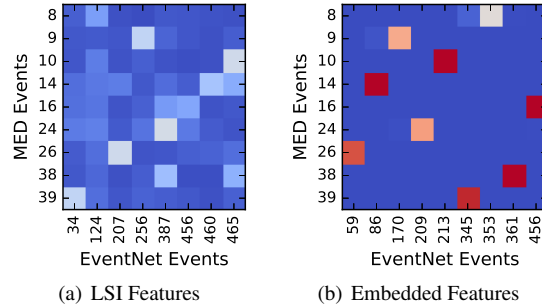 MED Events
8
9
10
14
16
24
26
38
39
34 124 207 256 387 456 460 465
EventNet Events
(a) LSI Features
MED Events
8
9
10
14
16
24
26
38
39
59 86 170 209 213 345 353 361 456
EventNet Events
(b) Embedded Features